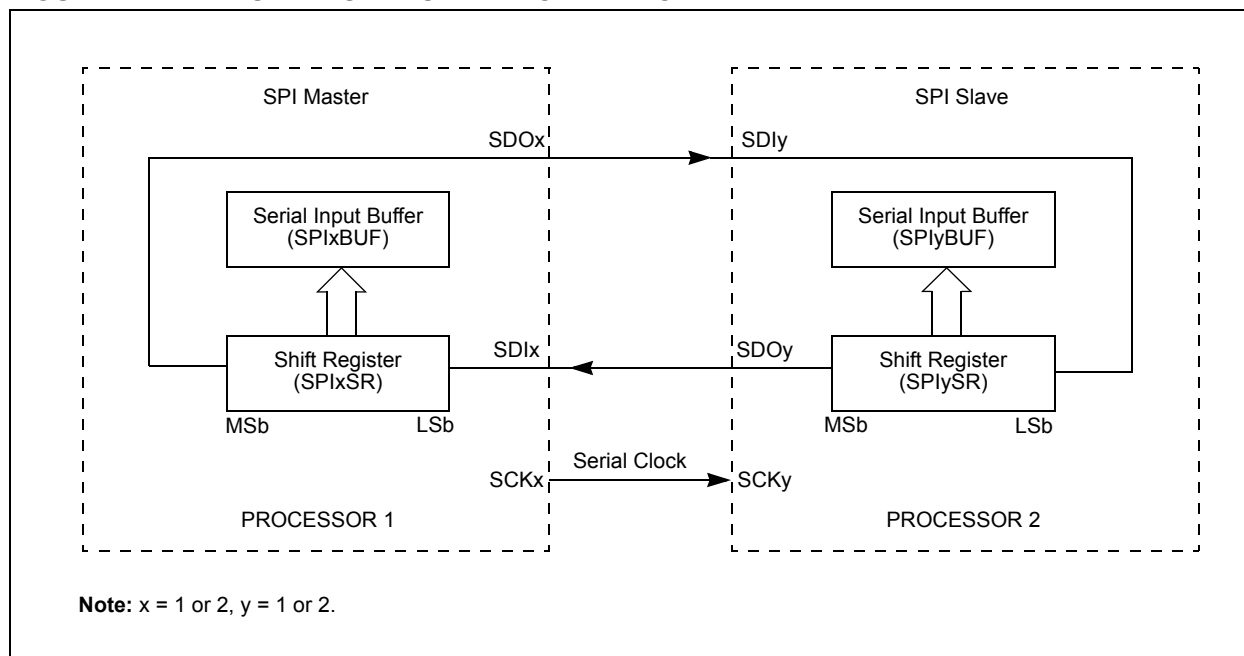 SPI Master
SPI Slave
SDOx
SDIy
Serial Input Buffer
(SPIxBUF)
Serial Input Buffer
(SPIyBUF)
Shift Register
(SPIxSR)
SDIx
SDOy
Shift Register
(SPIySR)
MSb
LSb
MSb
LSb
Serial Clock
SCKx
SCKy
PROCESSOR 1
PROCESSOR 2
Note: x = 1 or 2, y = 1 or 2.